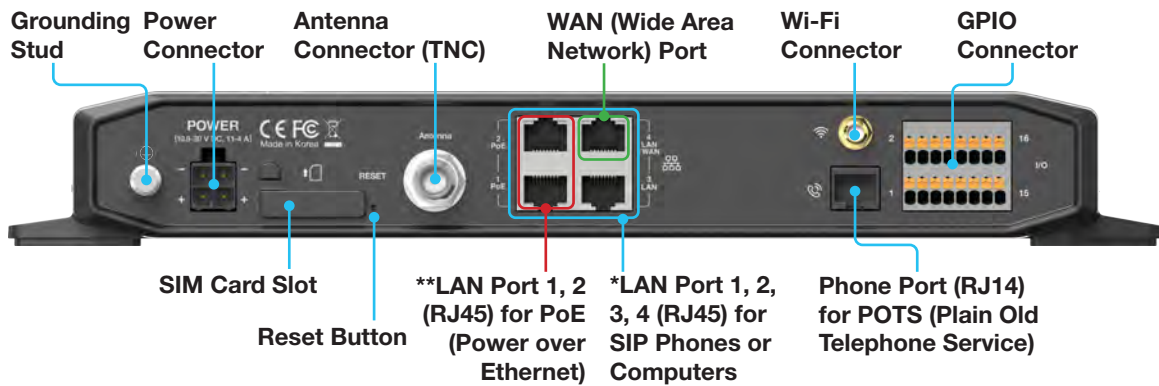 Grounding Stud
Power Connector
Antenna Connector (TNC)
WAN (Wide Area Network) Port
Wi-Fi Connector
GPIO Connector
POWER
(10.8-30 V DC, 11-4 A)
CE FC
Made in Korea
RESET
Antenna
2 PoE
1 PoE
4 LAN WAN
3 LAN
2
1
16
15
I/O
SIM Card Slot
Reset Button
**LAN Port 1, 2
(RJ45) for PoE
(Power over
Ethernet)
*LAN Port 1, 2,
3, 4 (RJ45) for
SIP Phones or
Computers
Phone Port (RJ14)
for POTS (Plain Old
Telephone Service)